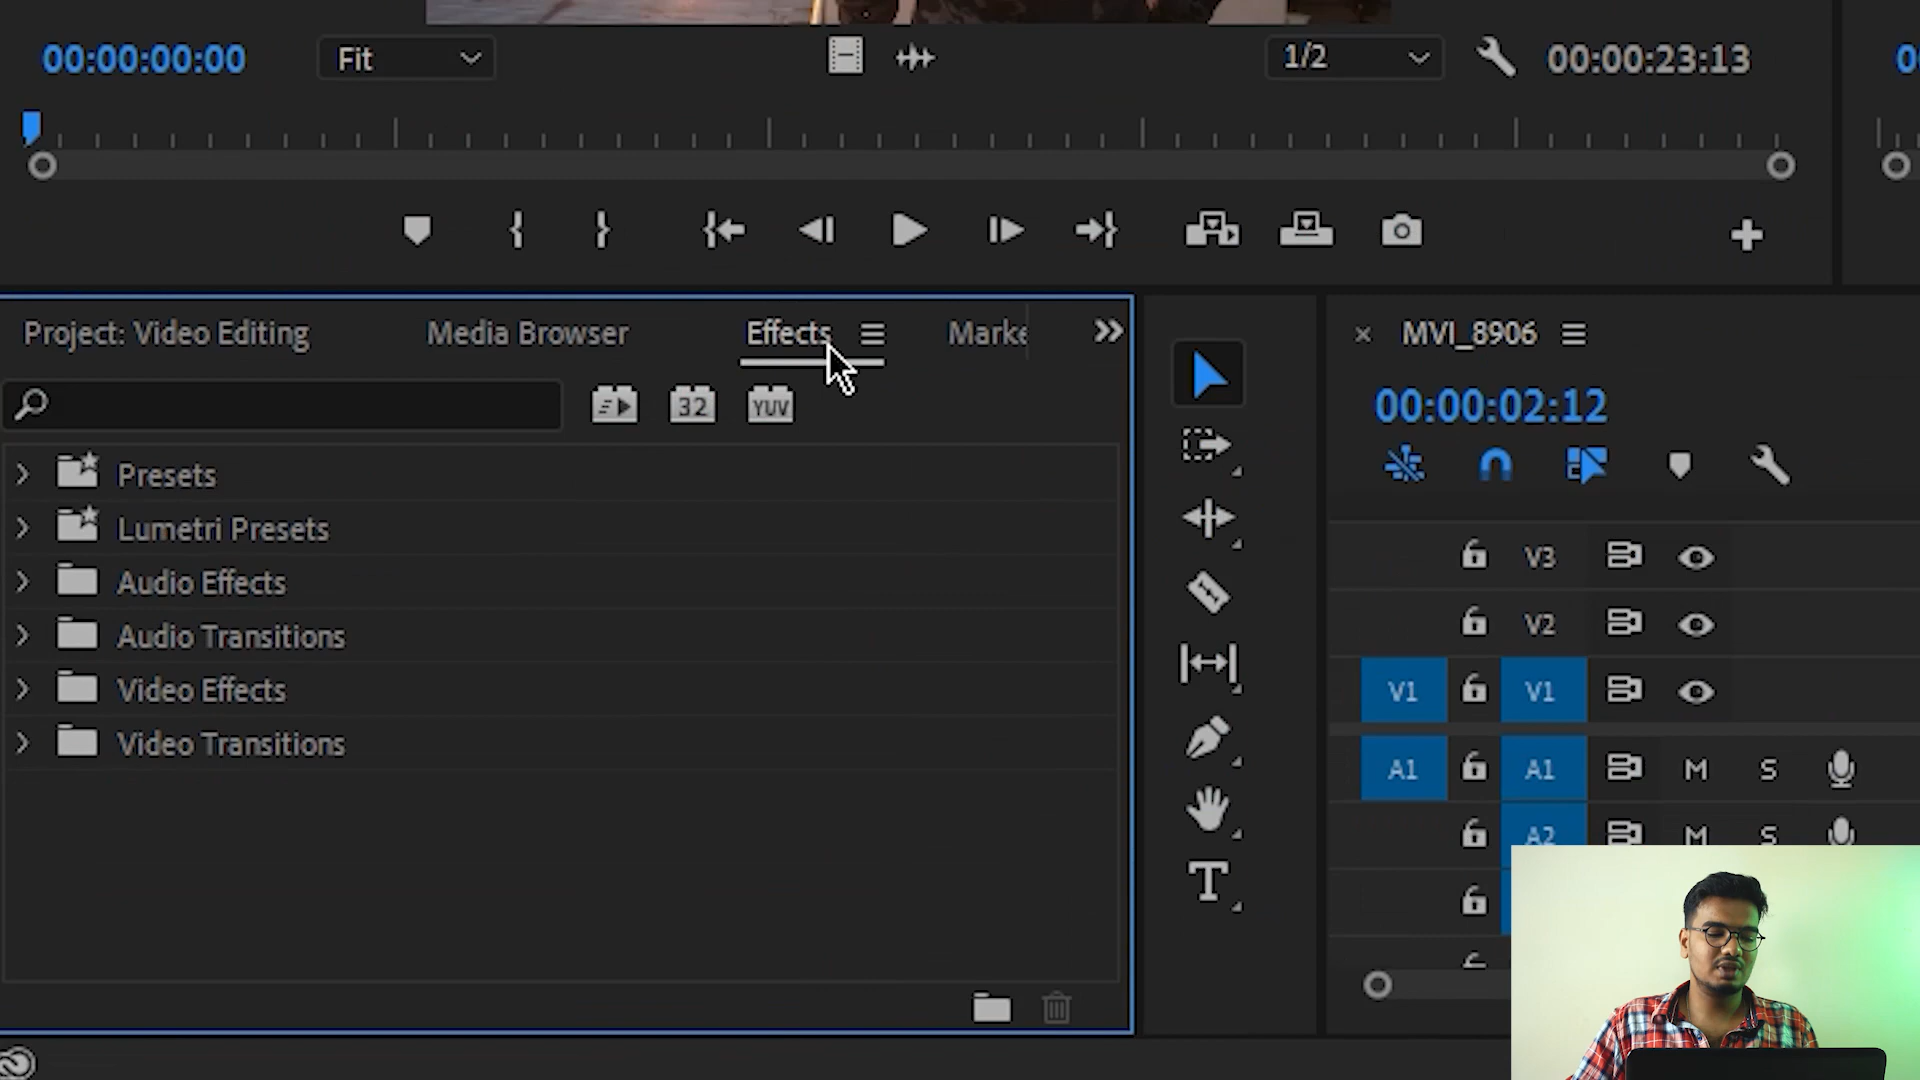 00:00:00:00 Fit 1/2 00:00:23:13
Project: Video Editing Media Browser Effects Marke
32 YUV
Presets
Lumetri Presets
Audio Effects
Audio Transitions
Video Effects
Video Transitions
T
MVI_8906
00:00:02:12
V3
V2
V1 V1
A1 A1 M S
A2 M S